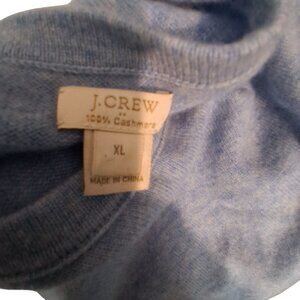 J.CREW
100% Cashmere
XL
MADE IN CHINA